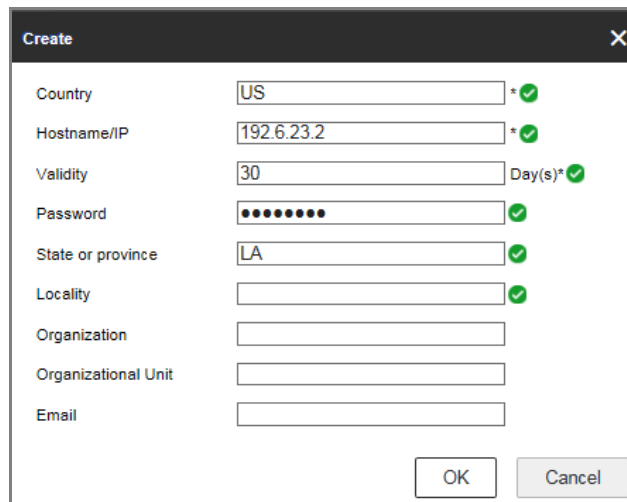 Create
Country US *
Hostname/IP 192.6.23.2 *
Validity 30 Day(s)*
Password ●●●●●●●●
State or province LA
Locality
Organization
Organizational Unit
Email
OK Cancel